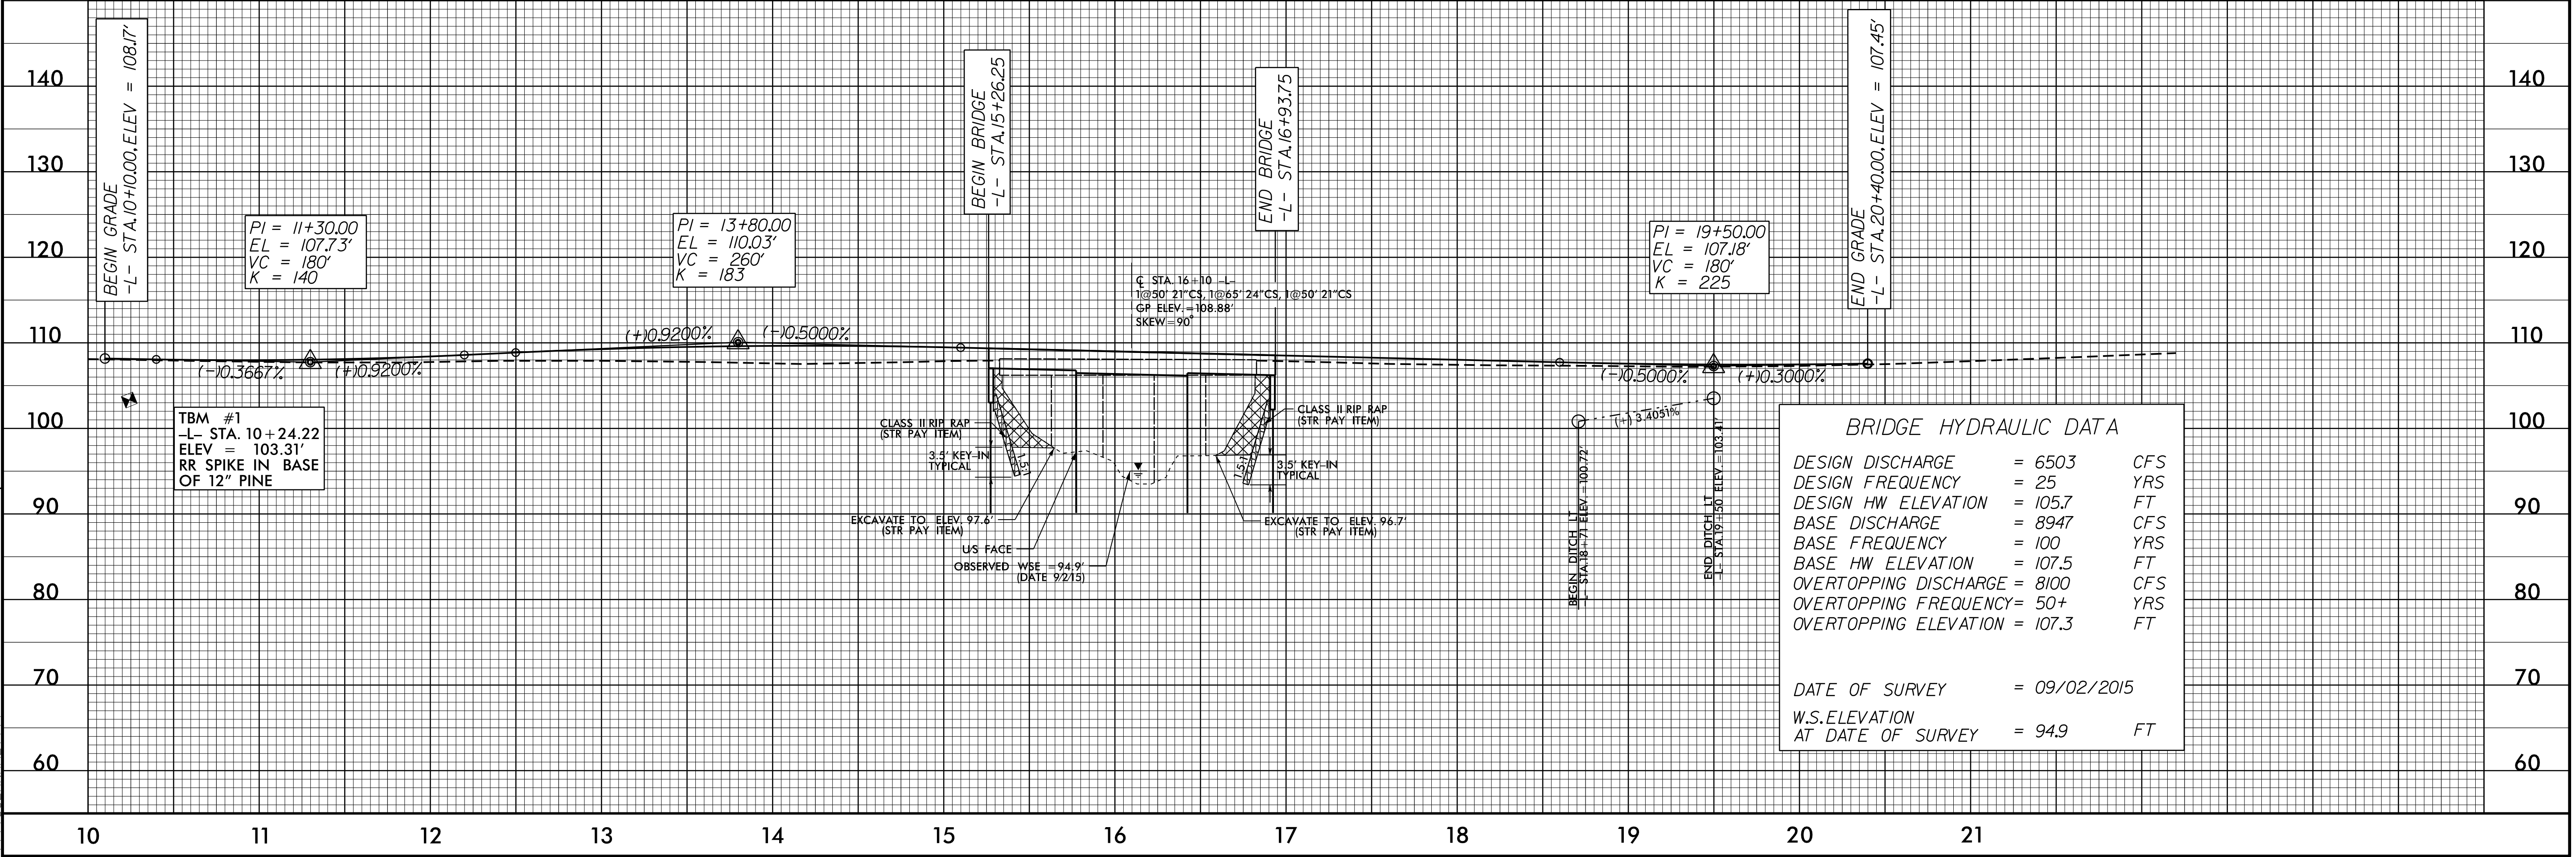 BEGIN GRADE
-L- STA.10+10.00,ELEV = 108.17'
BEGIN BRIDGE
-L- STA.15+26.25
END BRIDGE
-L- STA.16+93.75
END GRADE
-L- STA.20+40.00,ELEV = 107.45'
PI = 11+30.00
EL = 107.73'
VC = 180'
K = 140
PI = 13+80.00
EL = 110.03'
VC = 260'
K = 183
PI = 19+50.00
EL = 107.18'
VC = 180'
K = 225
℄ STA. 16+10 -L-
1@50' 21"CS, 1@65' 24"CS, 1@50' 21"CS
GP ELEV.=108.88'
SKEW=90°
(-)0.3667%
(+)0.9200%
(+)0.9200%
(-)0.5000%
(-)0.5000%
(+)0.3000%
TBM #1
-L- STA. 10+24.22
ELEV = 103.31'
RR SPIKE IN BASE
OF 12" PINE
CLASS II RIP RAP
(STR PAY ITEM)
3.5' KEY-IN
TYPICAL
1.5:1
EXCAVATE TO ELEV. 97.6'
(STR PAY ITEM)
U/S FACE
OBSERVED WSE =94.9'
(DATE 9/2/15)
CLASS II RIP RAP
(STR PAY ITEM)
3.5' KEY-IN
TYPICAL
1.5:1
EXCAVATE TO ELEV. 96.7'
(STR PAY ITEM)
BEGIN DITCH LT
-L- STA.18+71 ELEV.=100.72'
(+) 3.4051%
END DITCH LT
-L- STA.19+50 ELEV.=103.41'
BRIDGE HYDRAULIC DATA
DESIGN DISCHARGE = 6503 CFS
DESIGN FREQUENCY = 25 YRS
DESIGN HW ELEVATION = 105.7 FT
BASE DISCHARGE = 8947 CFS
BASE FREQUENCY = 100 YRS
BASE HW ELEVATION = 107.5 FT
OVERTOPPING DISCHARGE = 8100 CFS
OVERTOPPING FREQUENCY= 50+ YRS
OVERTOPPING ELEVATION = 107.3 FT
DATE OF SURVEY = 09/02/2015
W.S.ELEVATION
AT DATE OF SURVEY = 94.9 FT
140 140
130 130
120 120
110 110
100 100
90 90
80 80
70 70
60 60
10 11 12 13 14 15 16 17 18 19 20 21